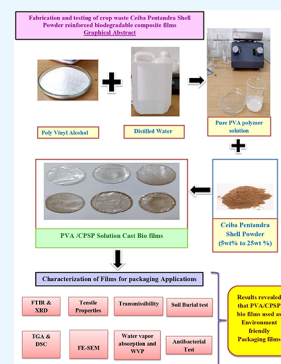 Fabrication and testing of crop waste Ceiba Pentandra Shell
Powder reinforced biodegradable composite films
Graphical Abstract
Poly Vinyl Alcohol
Distilled Water
Pure PVA polymer
solution
PVA /CPSP Solution Cast Bio films
Ceiba Pentandra
Shell Powder
(5wt% to 25wt %)
Characterization of Films for packaging Applications
FTIR &
XRD
Tensile
Properties
Transmissibility
Soil Burial test
TGA &
DSC
FE-SEM
Water vapor
absorption and
WVP
Antibacterial
Test
Results revealed
that PVA/CPSP
bio films used as
Environment
friendly
Packaging films